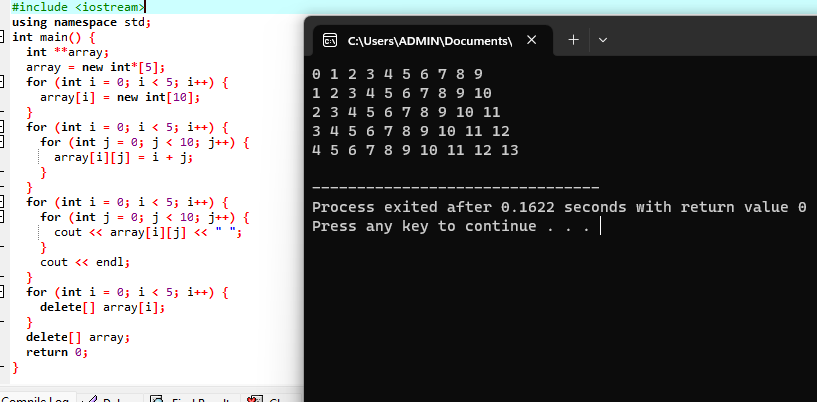 #include <iostream>
using namespace std;
int main() {
int **array;
array = new int*[5];
for (int i = 0; i < 5; i++) {
array[i] = new int[10];
}
for (int i = 0; i < 5; i++) {
for (int j = 0; j < 10; j++) {
array[i][j] = i + j;
}
}
for (int i = 0; i < 5; i++) {
for (int j = 0; j < 10; j++) {
cout << array[i][j] << " ";
}
cout << endl;
}
for (int i = 0; i < 5; i++) {
delete[] array[i];
}
delete[] array;
return 0;
}
C:\Users\ADMIN\Documents\
0 1 2 3 4 5 6 7 8 9
1 2 3 4 5 6 7 8 9 10
2 3 4 5 6 7 8 9 10 11
3 4 5 6 7 8 9 10 11 12
4 5 6 7 8 9 10 11 12 13
--------------------------------
Process exited after 0.1622 seconds with return value 0
Press any key to continue . . .
Compile Log